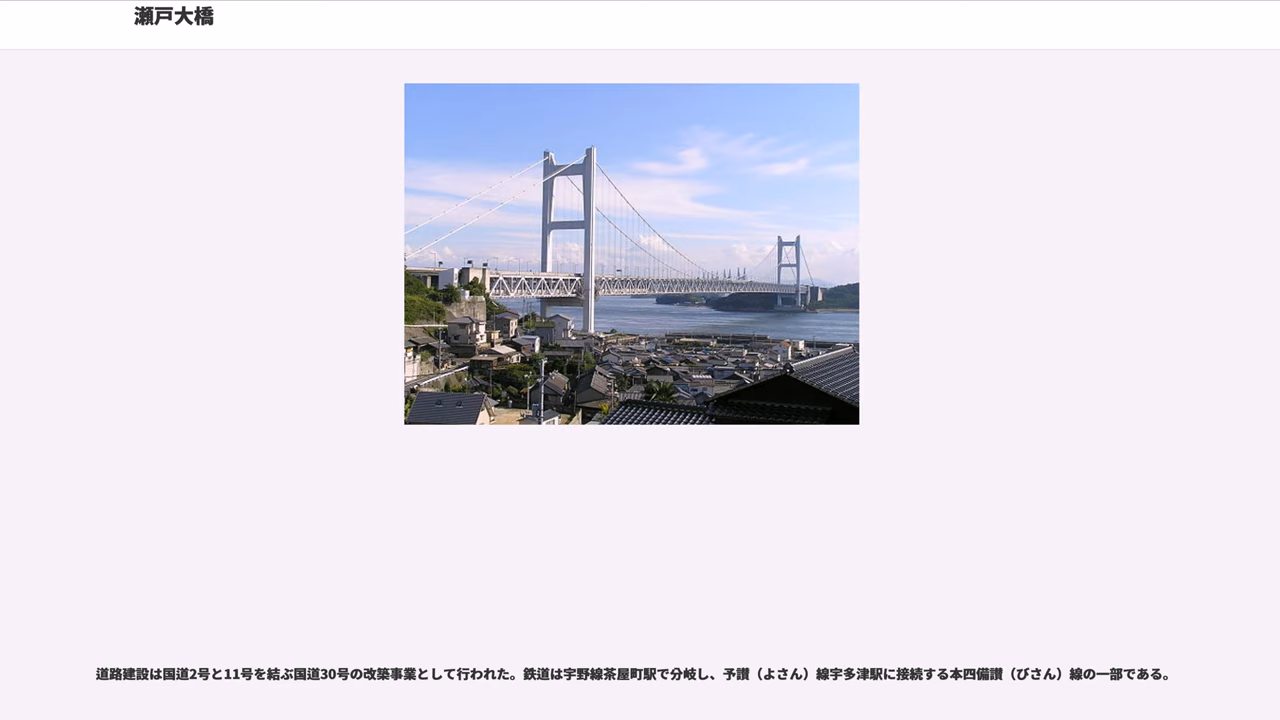 瀬戸大橋
道路建設は国道2号と11号を結ぶ国道30号の改築事業として行われた。鉄道は宇野線茶屋町駅で分岐し、予讃（よさん）線宇多津駅に接続する本四備讃（びさん）線の一部である。